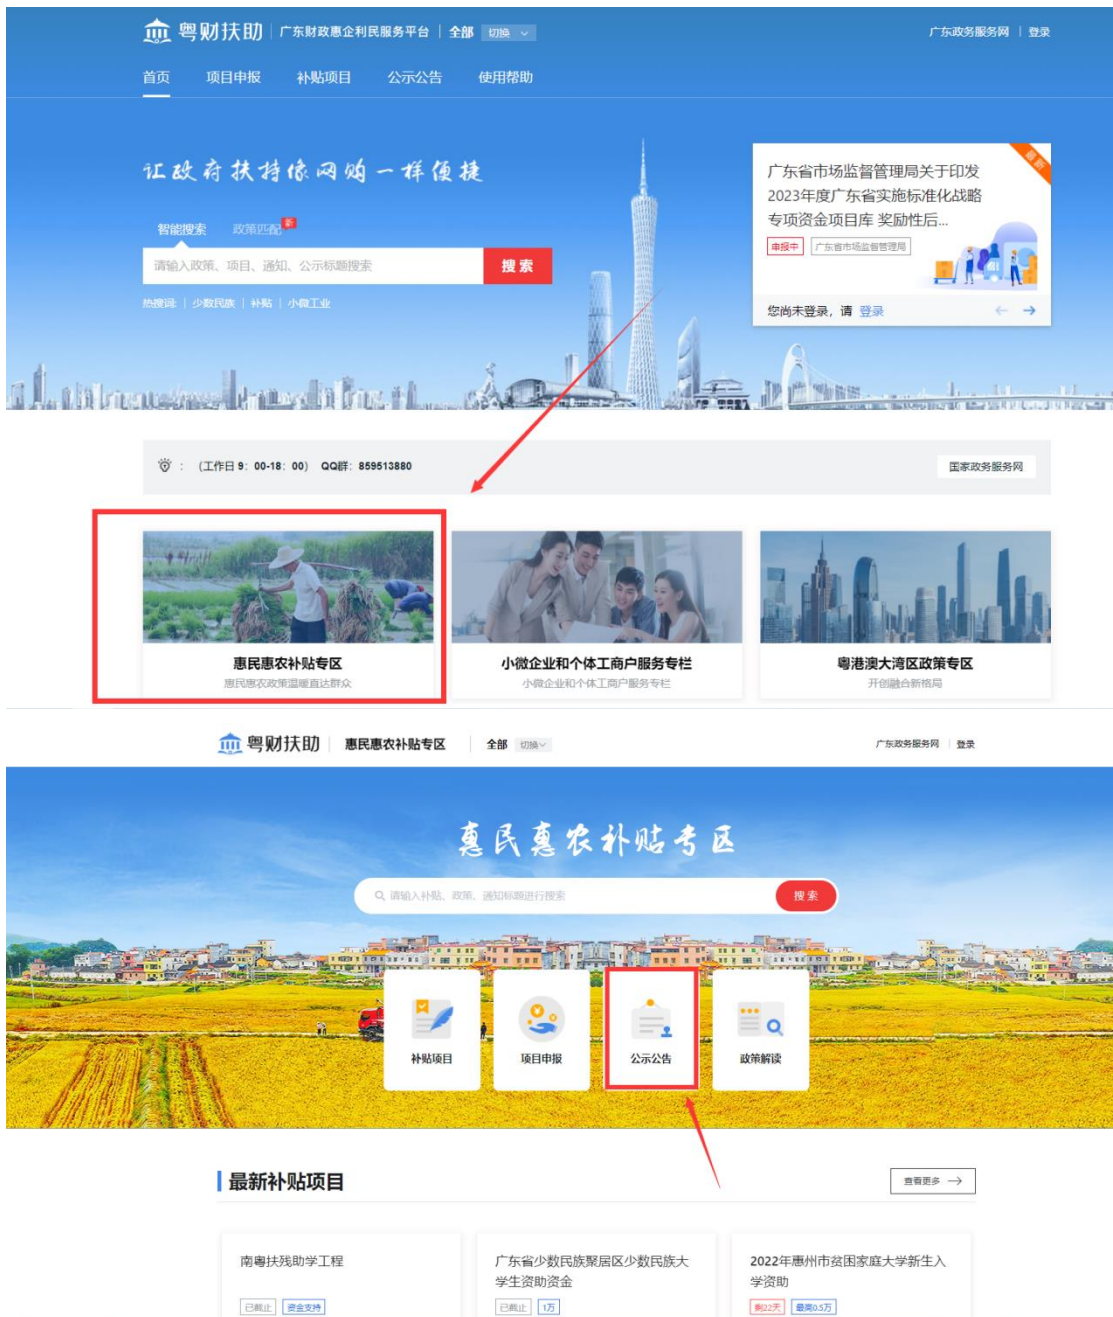 粤财扶助 广东财政惠企利民服务平台 全部 切换 广东政务服务网 登录
首页 项目申报 补贴项目 公示公告 使用帮助
让政府扶持像网购一样便捷
最新
广东省市场监督管理局关于印发
2023年度广东省实施标准化战略
专项资金项目库 奖励性后...
申报中 广东省市场监督管理局
您尚未登录，请 登录
智能搜索 政策匹配 新
请输入政策、项目、通知、公示标题搜索 搜索
热搜词: 少数民族 补贴 小微工业
： （工作日 9：00-18：00） QQ群：859513880 国家政务服务网
惠民惠农补贴专区 小微企业和个体工商户服务专栏 粤港澳大湾区政策专区
惠民惠农政策温暖直达群众 小微企业和个体工商户服务专栏 开创融合新格局
粤财扶助 惠民惠农补贴专区 全部 切换 广东政务服务网 登录
惠民惠农补贴专区
请输入补贴、政策、通知标题进行搜索 搜索
补贴项目 项目申报 公示公告 政策解读
最新补贴项目 查看更多
南粤扶残助学工程
已截止 资金支持
广东省少数民族聚居区少数民族大
学生资助资金
已截止 1万
2022年惠州市贫困家庭大学新生入
学资助
剩22天 最高0.5万